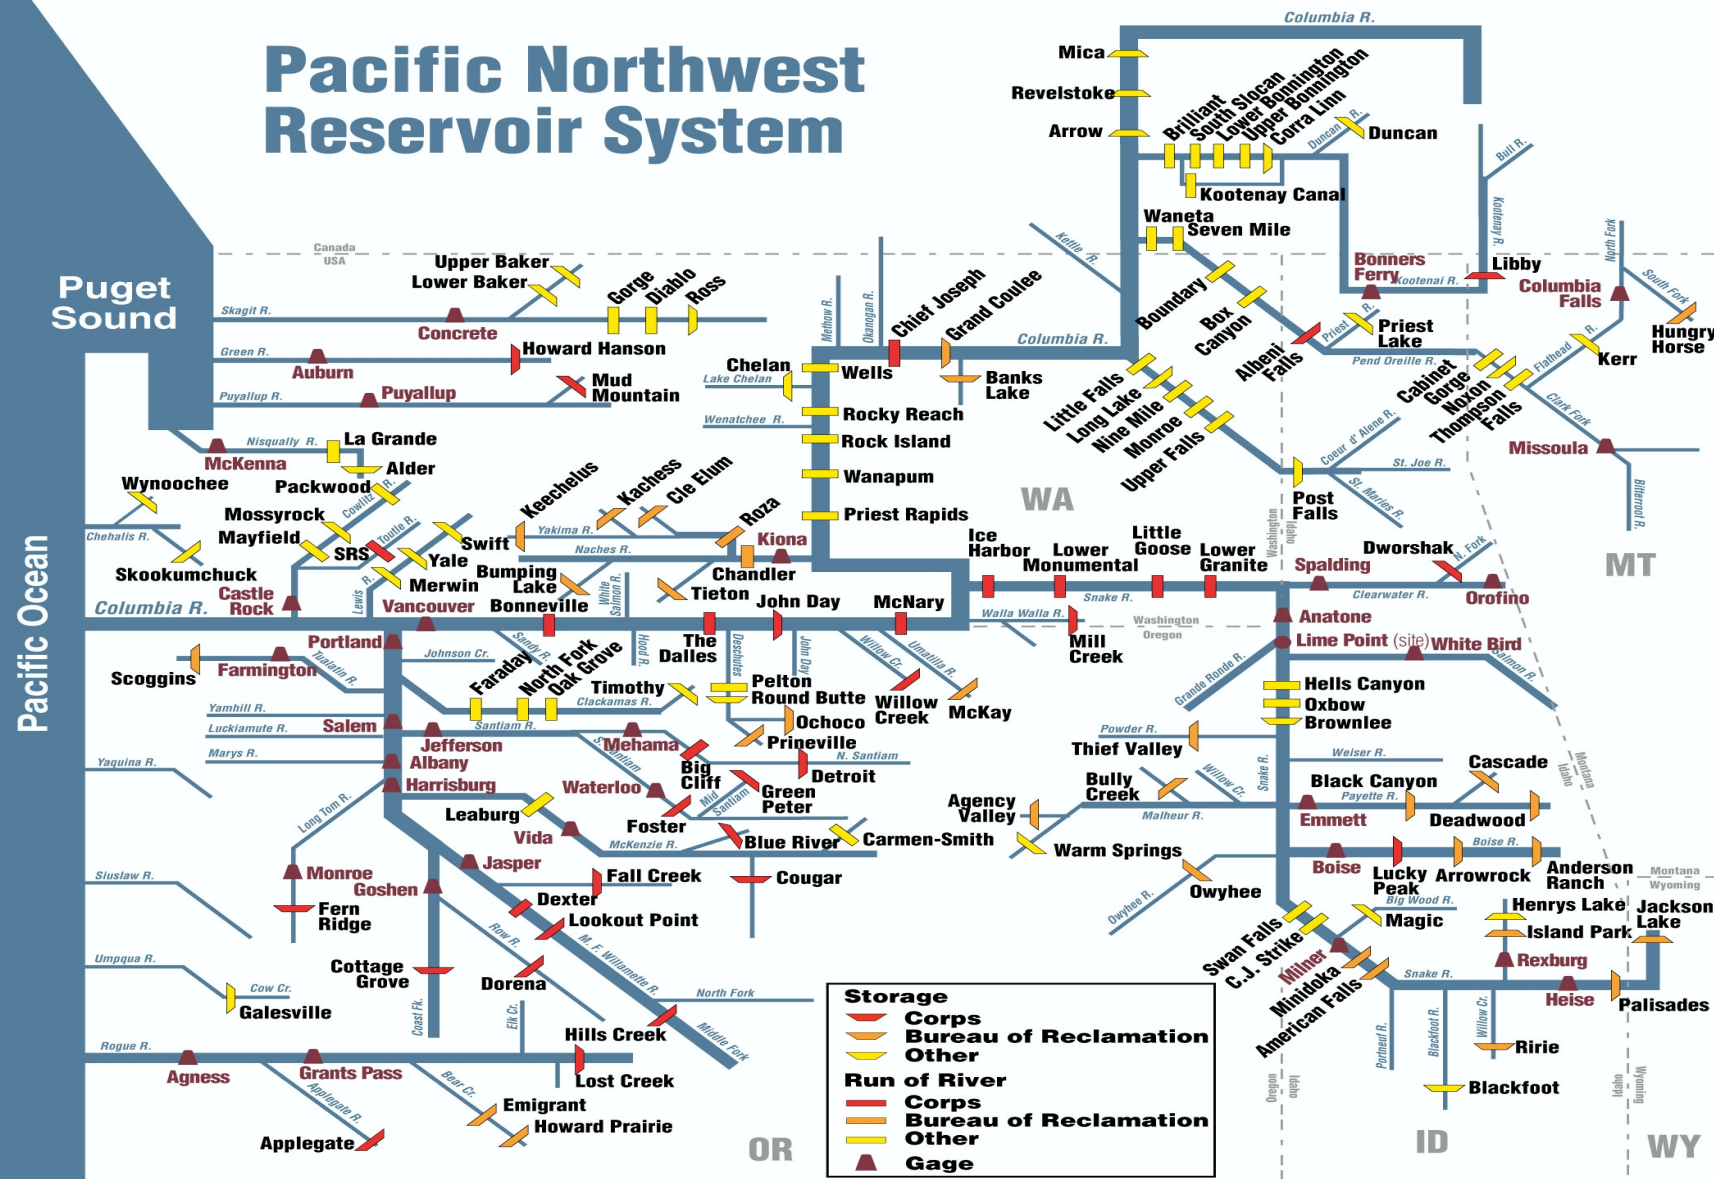 Columbia R.
Pacific Northwest
Reservoir System
Mica
Revelstoke
Arrow
Brilliant
South Slocan
Lower Bonnington
Upper Bonnington
Corra Linn
Duncan R.
Duncan
Bull R.
Kootenay Canal
Kootenay R.
Waneta
Seven Mile
Kettle R.
Canada
USA
Puget
Sound
Upper Baker
Lower Baker
Gorge
Diablo
Ross
Skagit R.
Concrete
Green R.
Auburn
Howard Hanson
Puyallup R.
Puyallup
Mud
Mountain
Methow R.
Okanogan R.
Chief Joseph
Grand Coulee
Columbia R.
Boundary
Box
Canyon
Albeni
Falls
Priest R.
Priest
Lake
Pend Oreille R.
Bonners
Ferry
Kootenai R.
Libby
North Fork
South Fork
Columbia
Falls
Hungry
Horse
Flathead R.
Kerr
Cabinet
Gorge
Noxon
Thompson
Falls
Clark Fork
Missoula
Bitterroot R.
MT
Chelan
Lake Chelan
Wells
Banks
Lake
Wenatchee R.
Rocky Reach
Rock Island
Wanapum
Priest Rapids
Little Falls
Long Lake
Nine Mile
Monroe
Upper Falls
Coeur d' Alene R.
St. Joe R.
St. Maries R.
Post
Falls
WA
Washington
Idaho
McKenna
Nisqually R.
La Grande
Alder
Packwood
Cowlitz R.
Wynoochee
Chehalis R.
Skookumchuck
Mossyrock
Mayfield
SRS
Toutle R.
Yale
Swift
Merwin
Lewis R.
Castle
Rock
Columbia R.
Vancouver
Pacific Ocean
Keechelus
Kachess
Cle Elum
Roza
Yakima R.
Naches R.
Kiona
Chandler
Bumping
Lake
Tieton
Bonneville
White
Salmon R.
John Day
McNary
Ice
Harbor
Lower
Monumental
Little
Goose
Lower
Granite
Snake R.
Walla Walla R.
Washington
Oregon
Mill
Creek
Spalding
Dworshak
N. Fork
Clearwater R.
Orofino
Anatone
Lime Point (site)
White Bird
Salmon R.
Grande Ronde R.
Hells Canyon
Oxbow
Brownlee
Portland
Johnson Cr.
Sandy R.
Hood R.
The
Dalles
Deschutes
John Day
Willow Cr.
Umatilla R.
Willow
Creek
McKay
Scoggins
Farmington
Tualatin R.
Faraday
North Fork
Oak Grove
Timothy
Clackamas R.
Pelton
Round Butte
Ochoco
Prineville
Yamhill R.
Luckiamute R.
Salem
Santiam R.
Jefferson
Mehama
S. Santiam
Big
Cliff
N. Santiam
Detroit
Marys R.
Albany
Harrisburg
Yaquina R.
Waterloo
Mid
Santiam
Green
Peter
Foster
Leaburg
Vida
McKenzie R.
Blue River
Carmen-Smith
Cougar
Long Tom R.
Jasper
Monroe
Goshen
Fall Creek
Siuslaw R.
Fern
Ridge
Dexter
Lookout Point
M. F. Willamette R.
Row R.
Dorena
Cottage
Grove
Coast Fk.
North Fork
Middle Fork
Hills Creek
Umpqua R.
Cow Cr.
Galesville
Elk Cr.
Rogue R.
Agness
Grants Pass
Lost Creek
Applegate R.
Applegate
Bear Cr.
Emigrant
Howard Prairie
OR
Powder R.
Thief Valley
Snake R.
Weiser R.
Montana
Idaho
Bully
Creek
Willow Cr.
Agency
Valley
Malheur R.
Warm Springs
Black Canyon
Cascade
Payette R.
Emmett
Deadwood
Boise R.
Boise
Lucky
Peak
Arrowrock
Anderson
Ranch
Owyhee
Owyhee R.
Montana
Wyoming
Big Wood R.
Magic
Henrys Lake
Island Park
Jackson
Lake
Swan Falls
C.J. Strike
Milner
Minidoka
American Falls
Rexburg
Snake R.
Heise
Palisades
Portneuf R.
Blackfoot R.
Willow Cr.
Ririe
Blackfoot
Oregon
Idaho
Idaho
Wyoming
ID
WY
Storage
Corps
Bureau of Reclamation
Other
Run of River
Corps
Bureau of Reclamation
Other
Gage